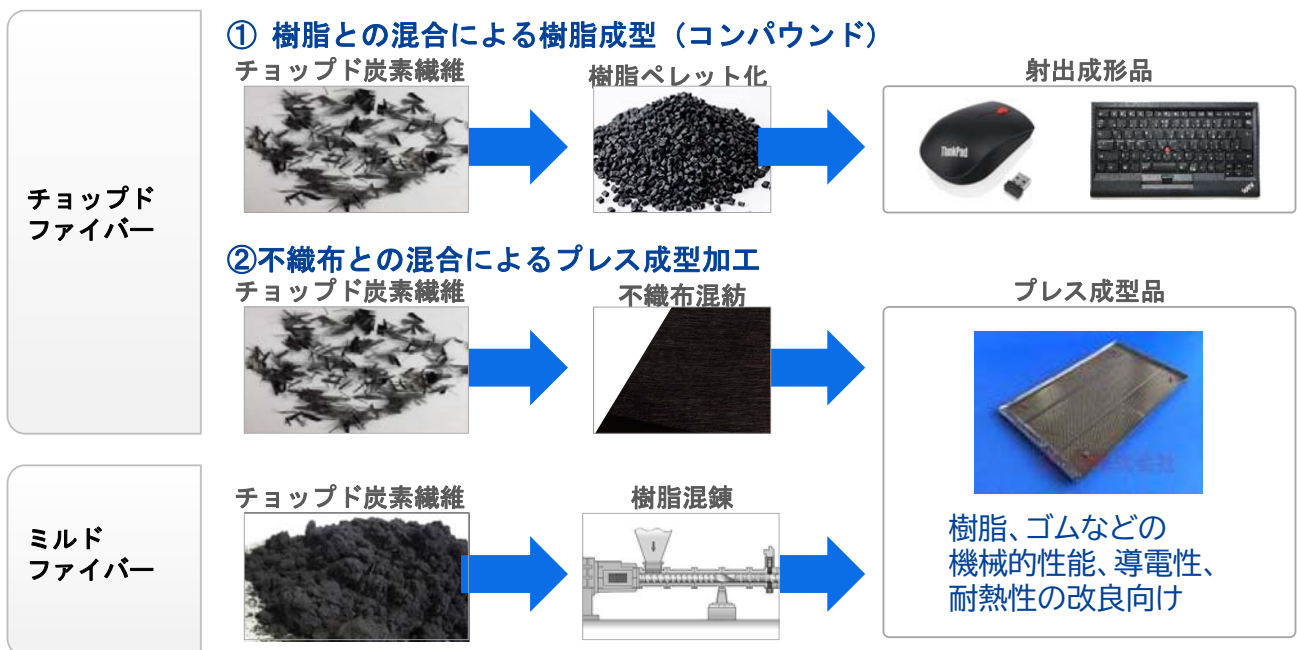 ① 樹脂との混合による樹脂成型（コンパウンド）
チョップド炭素繊維
樹脂ペレット化
射出成形品
ThinkPad
チョップド
ファイバー
②不織布との混合によるプレス成型加工
チョップド炭素繊維
不織布混紡
プレス成型品
ミルド
ファイバー
チョップド炭素繊維
樹脂混錬
樹脂、ゴムなどの
機械的性能、導電性、
耐熱性の改良向け